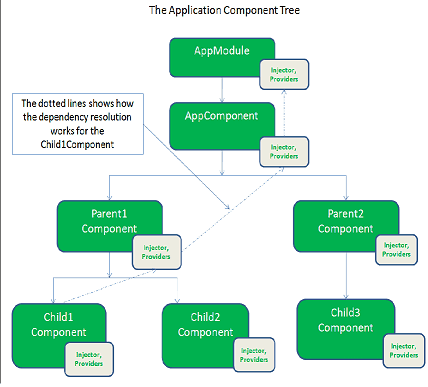 The Application Component Tree
AppModule
Injector,
Providers
The dotted lines shows how
the dependency resolution
works for the
Child1Component
AppComponent
Injector,
Providers
Parent1
Component
Injector,
Providers
Parent2
Component
Injector,
Providers
Child1
Component
Injector,
Providers
Child2
Component
Injector,
Providers
Child3
Component
Injector,
Providers